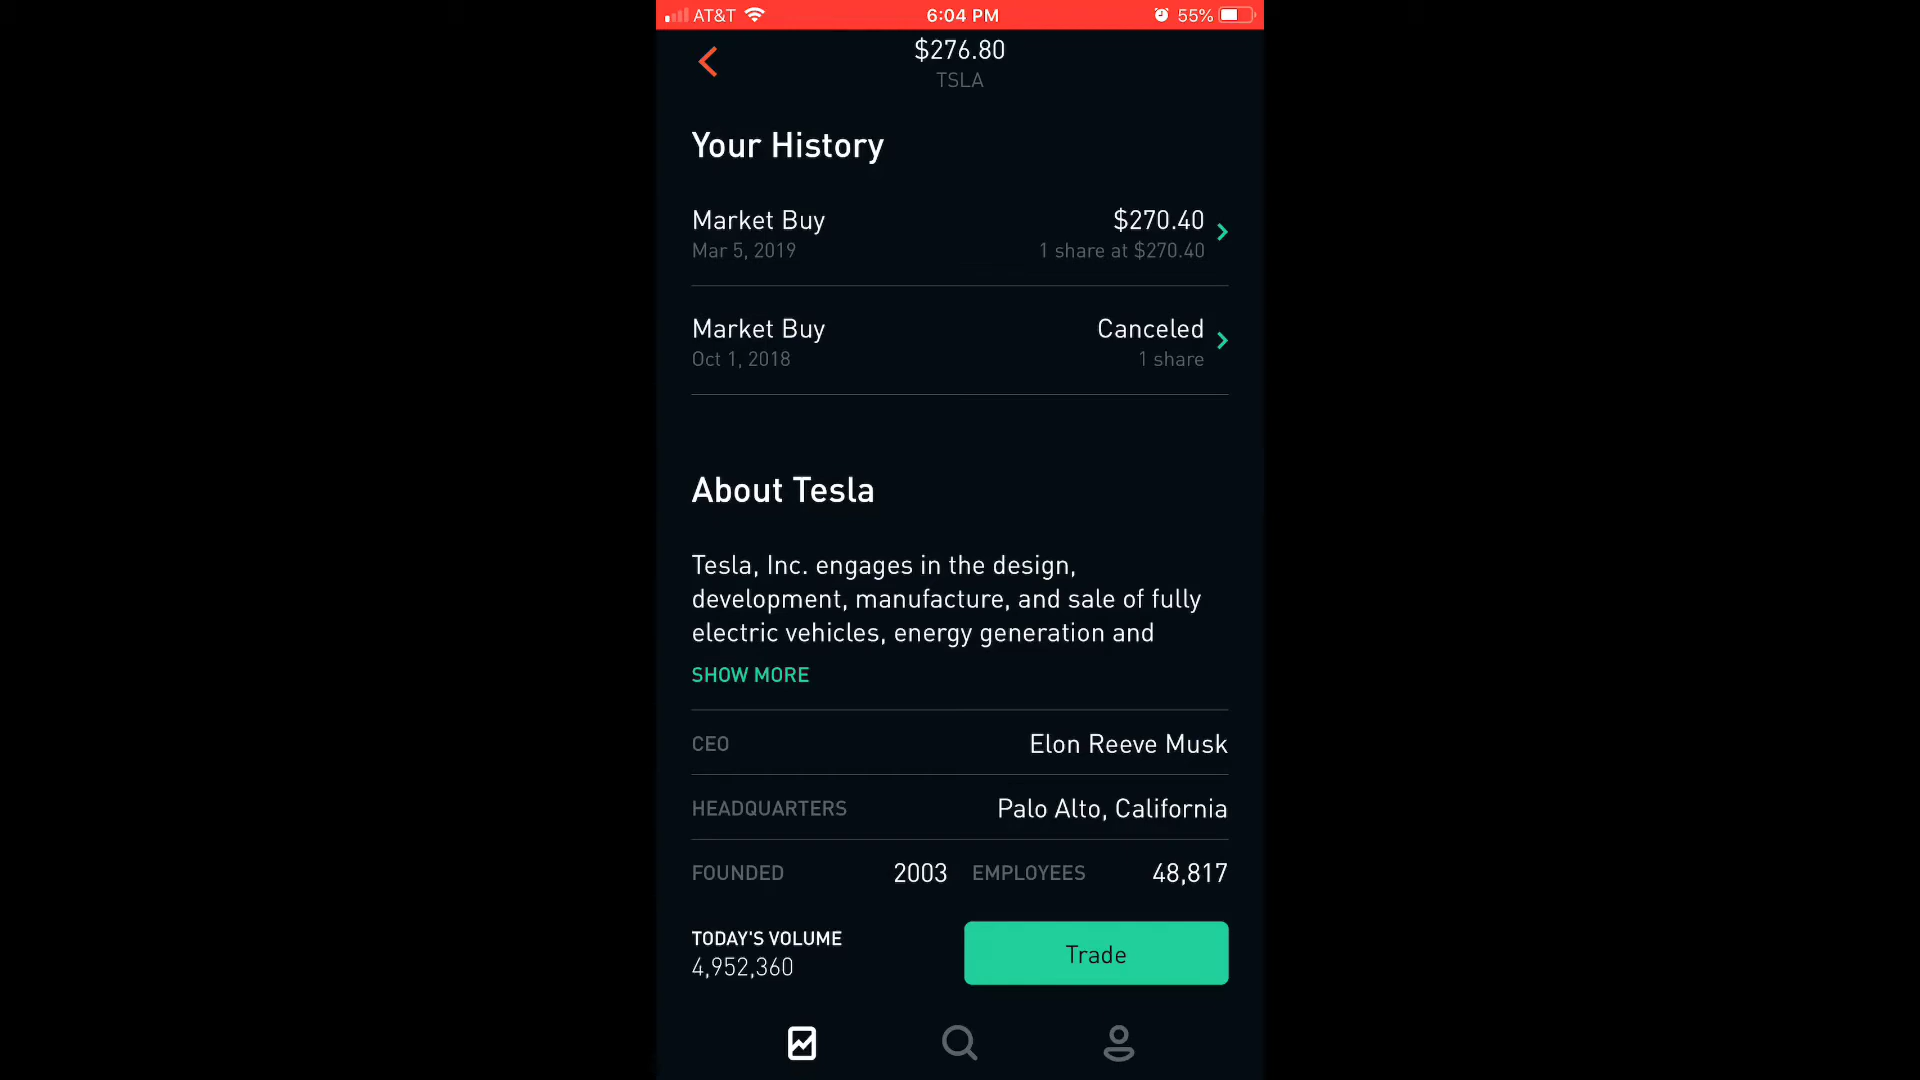 AT&T 6:04 PM 55%
$276.80
TSLA
Your History
Market Buy $270.40
Mar 5, 2019 1 share at $270.40
Market Buy Canceled
Oct 1, 2018 1 share
About Tesla
Tesla, Inc. engages in the design,
development, manufacture, and sale of fully
electric vehicles, energy generation and
SHOW MORE
CEO Elon Reeve Musk
HEADQUARTERS Palo Alto, California
FOUNDED 2003 EMPLOYEES 48,817
TODAY'S VOLUME
4,952,360
Trade